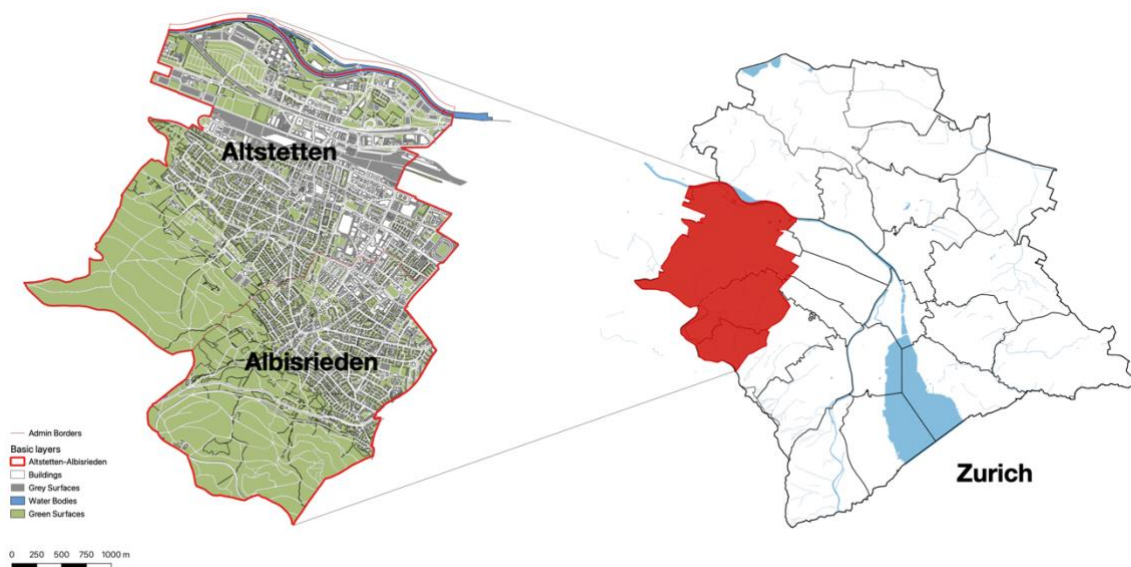 Altstetten
Albisrieden
Admin Borders
Basic layers
Altstetten-Albisrieden
Buildings
Grey Surfaces
Water Bodies
Green Surfaces
0 250 500 750 1000 m
Zurich